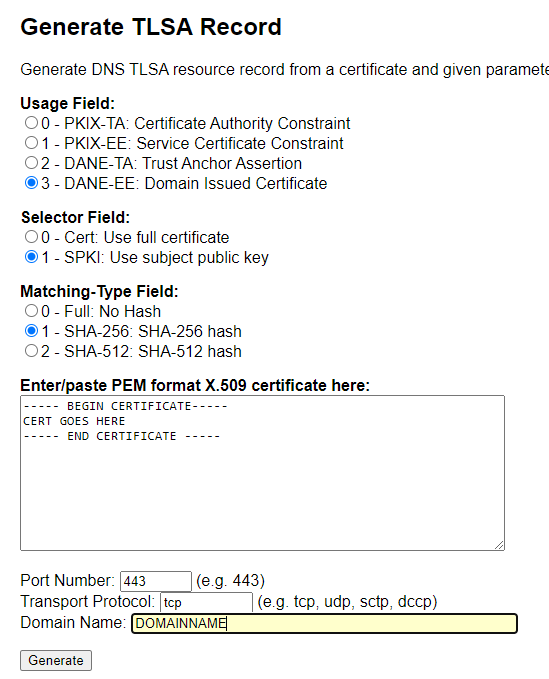 Generate TLSA Record
Generate DNS TLSA resource record from a certificate and given
Usage Field:
0 - PKIX-TA: Certificate Authority Constraint
1 - PKIX-EE: Service Certificate Constraint
2 - DANE-TA: Trust Anchor Assertion
3 - DANE-EE: Domain Issued Certificate
Selector Field:
0 - Cert: Use full certificate
1 - SPKI: Use subject public key
Matching-Type Field:
0 - Full: No Hash
1 - SHA-256: SHA-256 hash
2 - SHA-512: SHA-512 hash
Enter/paste PEM format X.509 certificate here:
----- BEGIN CERTIFICATE-----
CERT GOES HERE
----- END CERTIFICATE -----
Port Number: 443 (e.g. 443)
Transport Protocol: tcp (e.g. tcp, udp, sctp, dccp)
Domain Name: DOMAINNAME
Generate